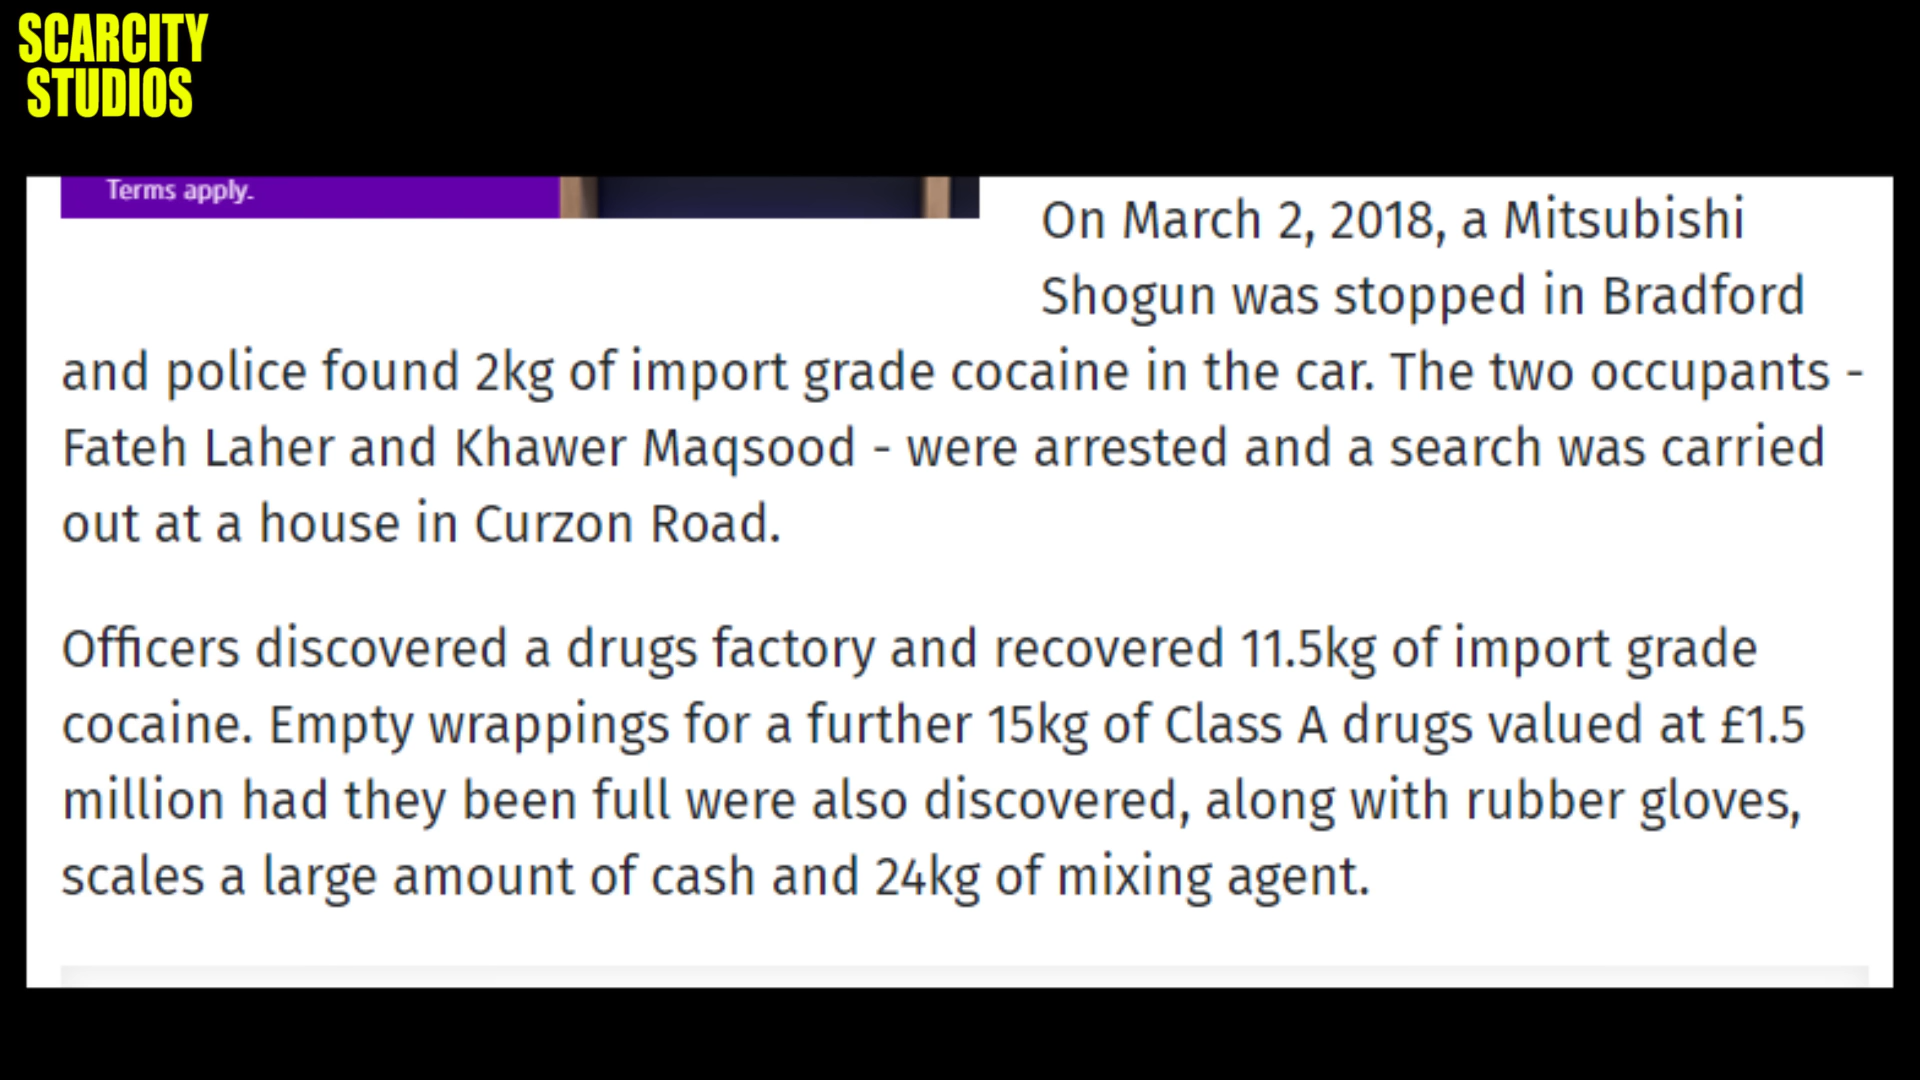 SCARCITY
STUDIOS
Terms apply.
On March 2, 2018, a Mitsubishi
Shogun was stopped in Bradford
and police found 2kg of import grade cocaine in the car. The two occupants -
Fateh Laher and Khawer Maqsood - were arrested and a search was carried
out at a house in Curzon Road.
Officers discovered a drugs factory and recovered 11.5kg of import grade
cocaine. Empty wrappings for a further 15kg of Class A drugs valued at £1.5
million had they been full were also discovered, along with rubber gloves,
scales a large amount of cash and 24kg of mixing agent.